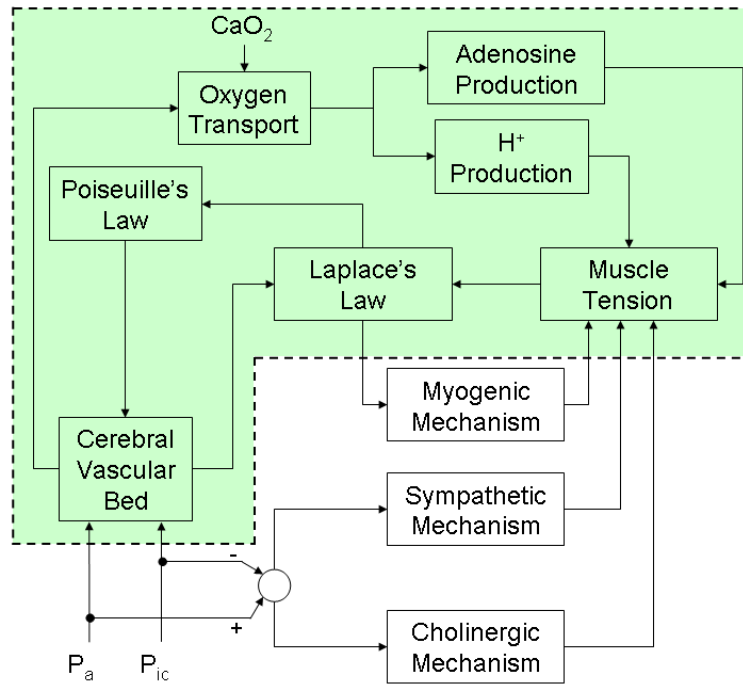 CaO₂
Adenosine
Production
Oxygen
Transport
H⁺
Production
Poiseuille's
Law
Laplace's
Law
Muscle
Tension
Myogenic
Mechanism
Cerebral
Vascular
Bed
Sympathetic
Mechanism
-
+
Cholinergic
Mechanism
Pₐ
P_ic